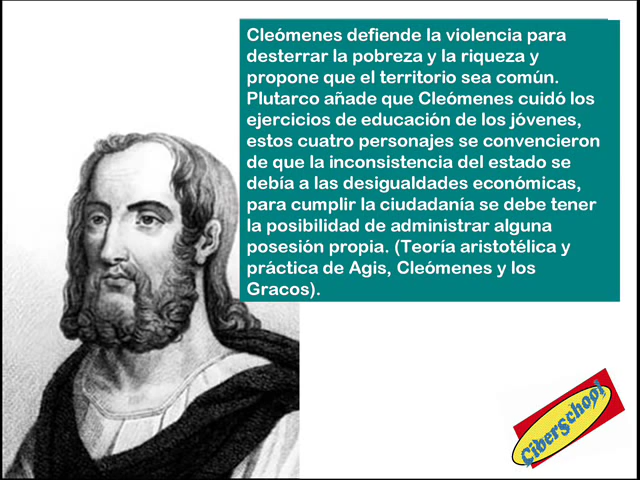 Cleómenes defiende la violencia para
desterrar la pobreza y la riqueza y
propone que el territorio sea común.
Plutarco añade que Cleómenes cuidó los
ejercicios de educación de los jóvenes,
estos cuatro personajes se convencieron
de que la inconsistencia del estado se
debía a las desigualdades económicas,
para cumplir la ciudadanía se debe tener
la posibilidad de administrar alguna
posesión propia. (Teoría aristotélica y
práctica de Agis, Cleómenes y los
Gracos).
CiberSchool